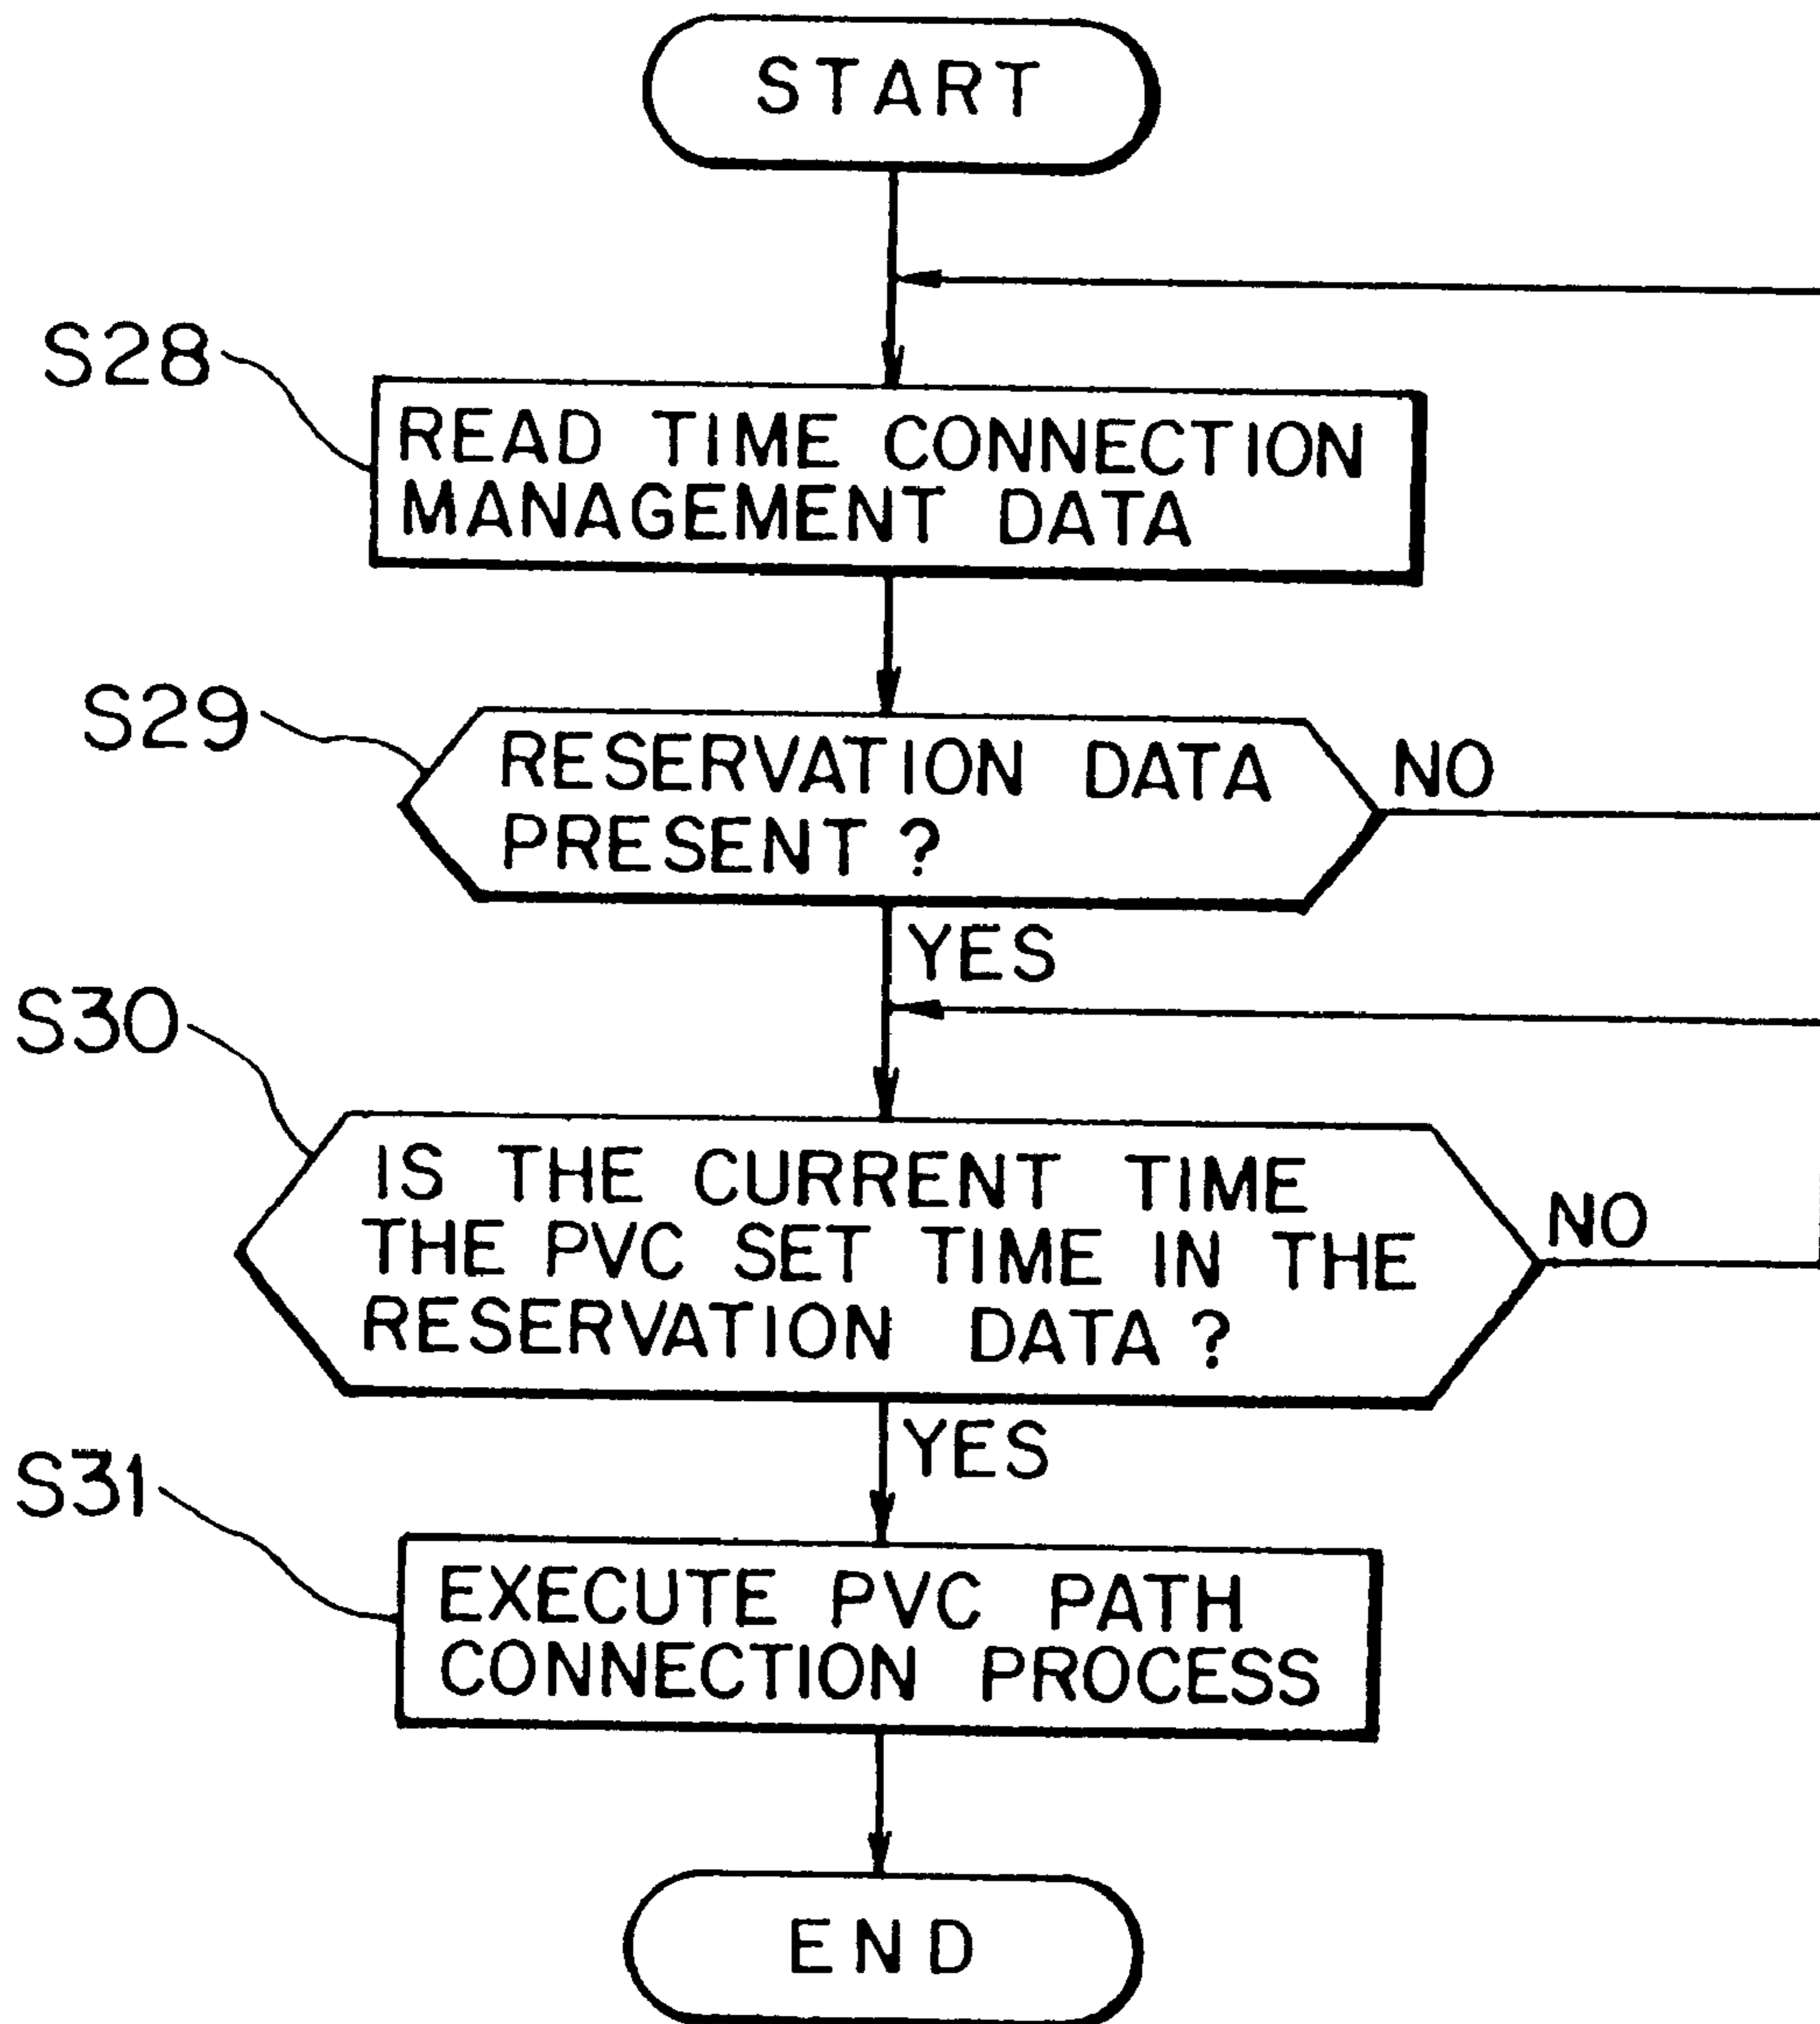 START
S28
READ TIME CONNECTION
MANAGEMENT DATA
S29
RESERVATION DATA
PRESENT ?
NO
YES
S30
IS THE CURRENT TIME
THE PVC SET TIME IN THE
RESERVATION DATA ?
NO
YES
S31
EXECUTE PVC PATH
CONNECTION PROCESS
END